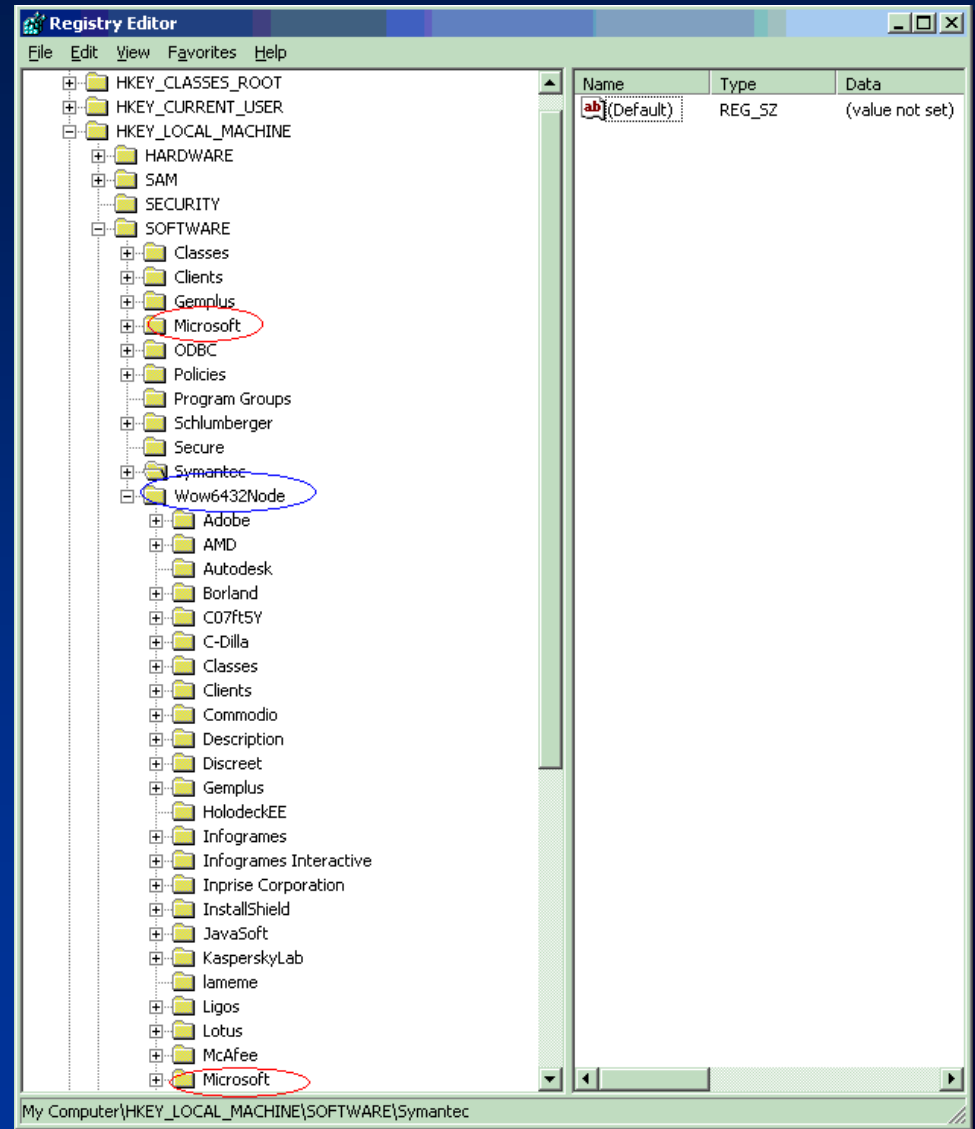 Registry Editor
File Edit View Favorites Help
HKEY_CLASSES_ROOT
HKEY_CURRENT_USER
HKEY_LOCAL_MACHINE
HARDWARE
SAM
SECURITY
SOFTWARE
Classes
Clients
Gemplus
Microsoft
ODBC
Policies
Program Groups
Schlumberger
Secure
Symantec
Wow6432Node
Adobe
AMD
Autodesk
Borland
C07ft5Y
C-Dilla
Classes
Clients
Commodio
Description
Discreet
Gemplus
HolodeckEE
Infogrames
Infogrames Interactive
Inprise Corporation
InstallShield
JavaSoft
KasperskyLab
lameme
Ligos
Lotus
McAfee
Microsoft
Name Type Data
ab (Default) REG_SZ (value not set)
My Computer\HKEY_LOCAL_MACHINE\SOFTWARE\Symantec